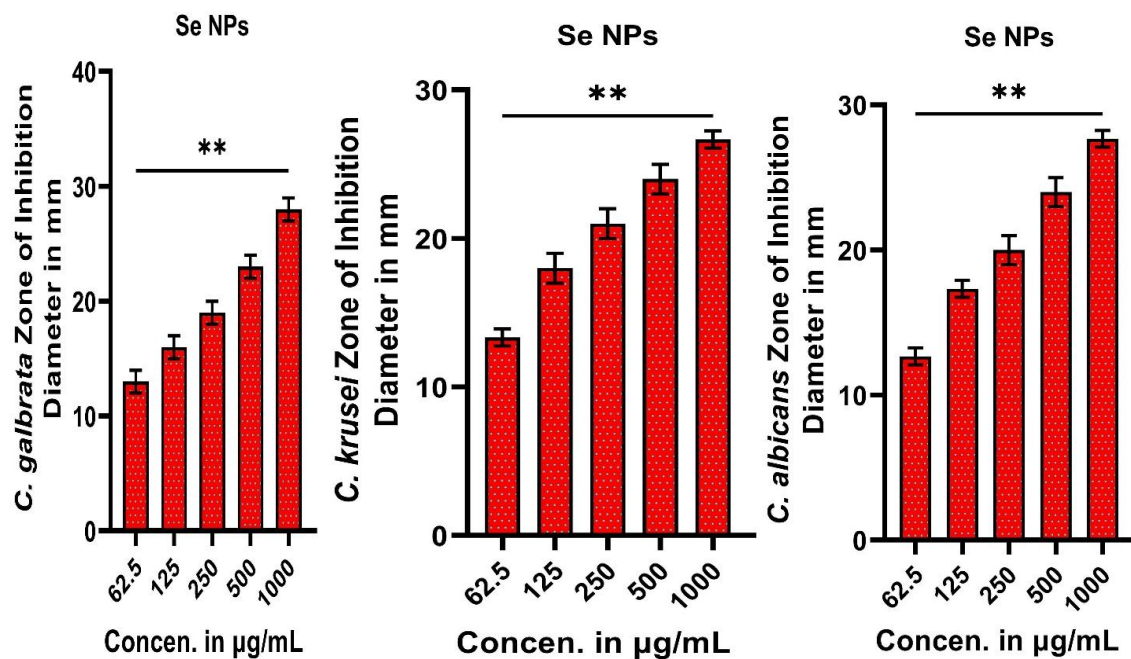 Se NPs
C. galbrata Zone of Inhibition
Diameter in mm
40
30
20
10
0
**
62.5
125
250
500
1000
Concen. in µg/mL
Se NPs
C. krusei Zone of Inhibition
Diameter in mm
30
20
10
0
**
62.5
125
250
500
1000
Concen. in µg/mL
Se NPs
C. albicans Zone of Inhibition
Diameter in mm
30
20
10
0
**
62.5
125
250
500
1000
Concen. in µg/mL